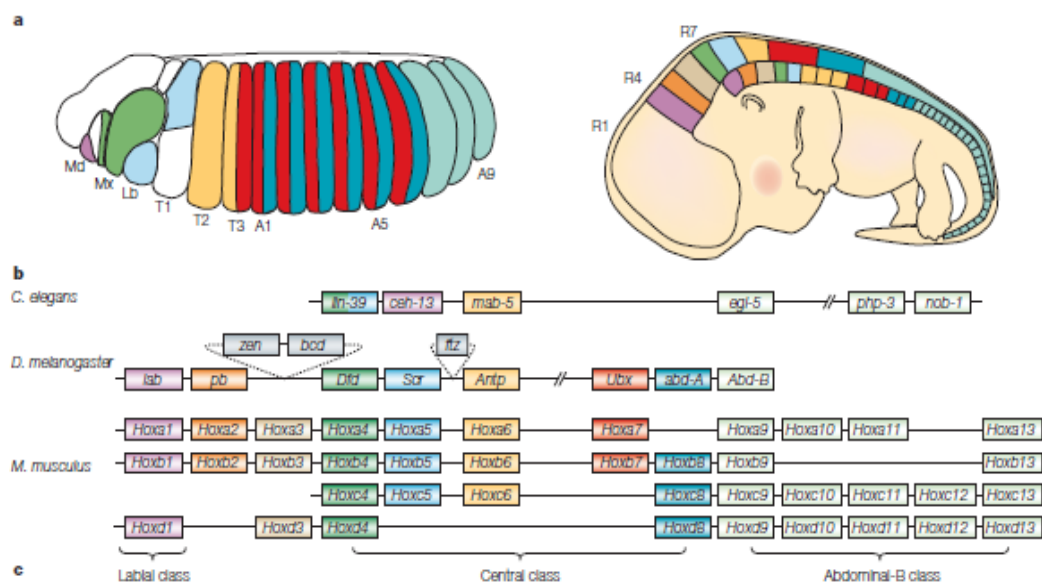 a
R7
R4
R1
Md
Mx
Lb
T1
T2
T3
A1
A5
A9
b
C. elegans
lin-39 ceh-13 mab-5 egl-5 // php-3 nob-1
zen bcd ftz
D. melanogaster
lab pb Dfd Scr Antp // Ubx abd-A Abd-B
Hoxa1 Hoxa2 Hoxa3 Hoxa4 Hoxa5 Hoxa6 Hoxa7 Hoxa9 Hoxa10 Hoxa11 Hoxa13
M. musculus
Hoxb1 Hoxb2 Hoxb3 Hoxb4 Hoxb5 Hoxb6 Hoxb7 Hoxb8 Hoxb9 Hoxb13
Hoxc4 Hoxc5 Hoxc6 Hoxc8 Hoxc9 Hoxc10 Hoxc11 Hoxc12 Hoxc13
Hoxd1 Hoxd3 Hoxd4 Hoxd8 Hoxd9 Hoxd10 Hoxd11 Hoxd12 Hoxd13
c
Labial class Central class Abdominal-B class